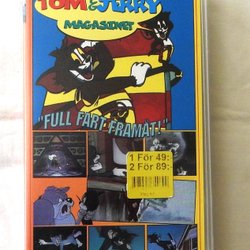 TOM & JERRY
MAGASINET
"FULL FART FRAMÅT!"
1 För 49:
2 För 89: